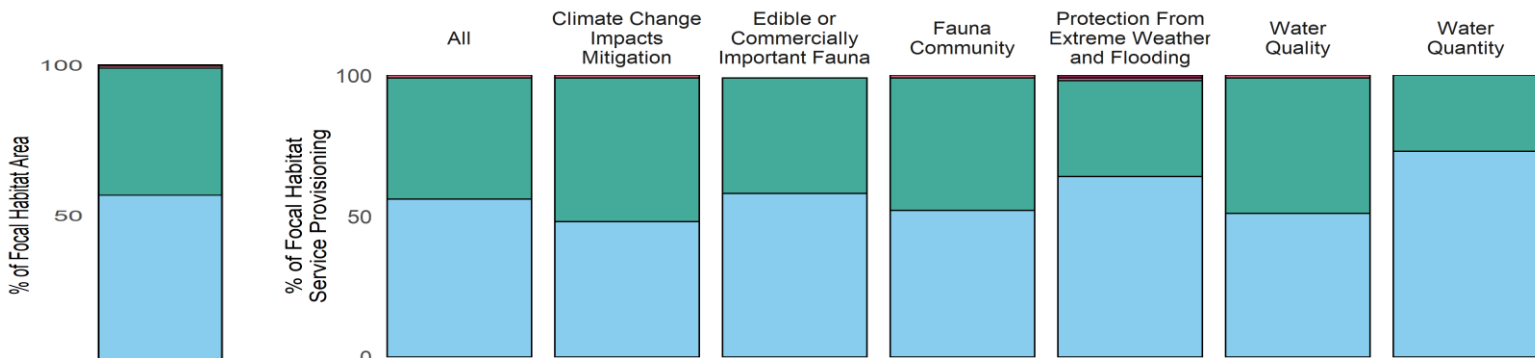 % of Focal Habitat Area
100
50
% of Focal Habitat
Service Provisioning
100
50
0
All
Climate Change
Impacts
Mitigation
Edible or
Commercially
Important Fauna
Fauna
Community
Protection From
Extreme Weather
and Flooding
Water
Quality
Water
Quantity